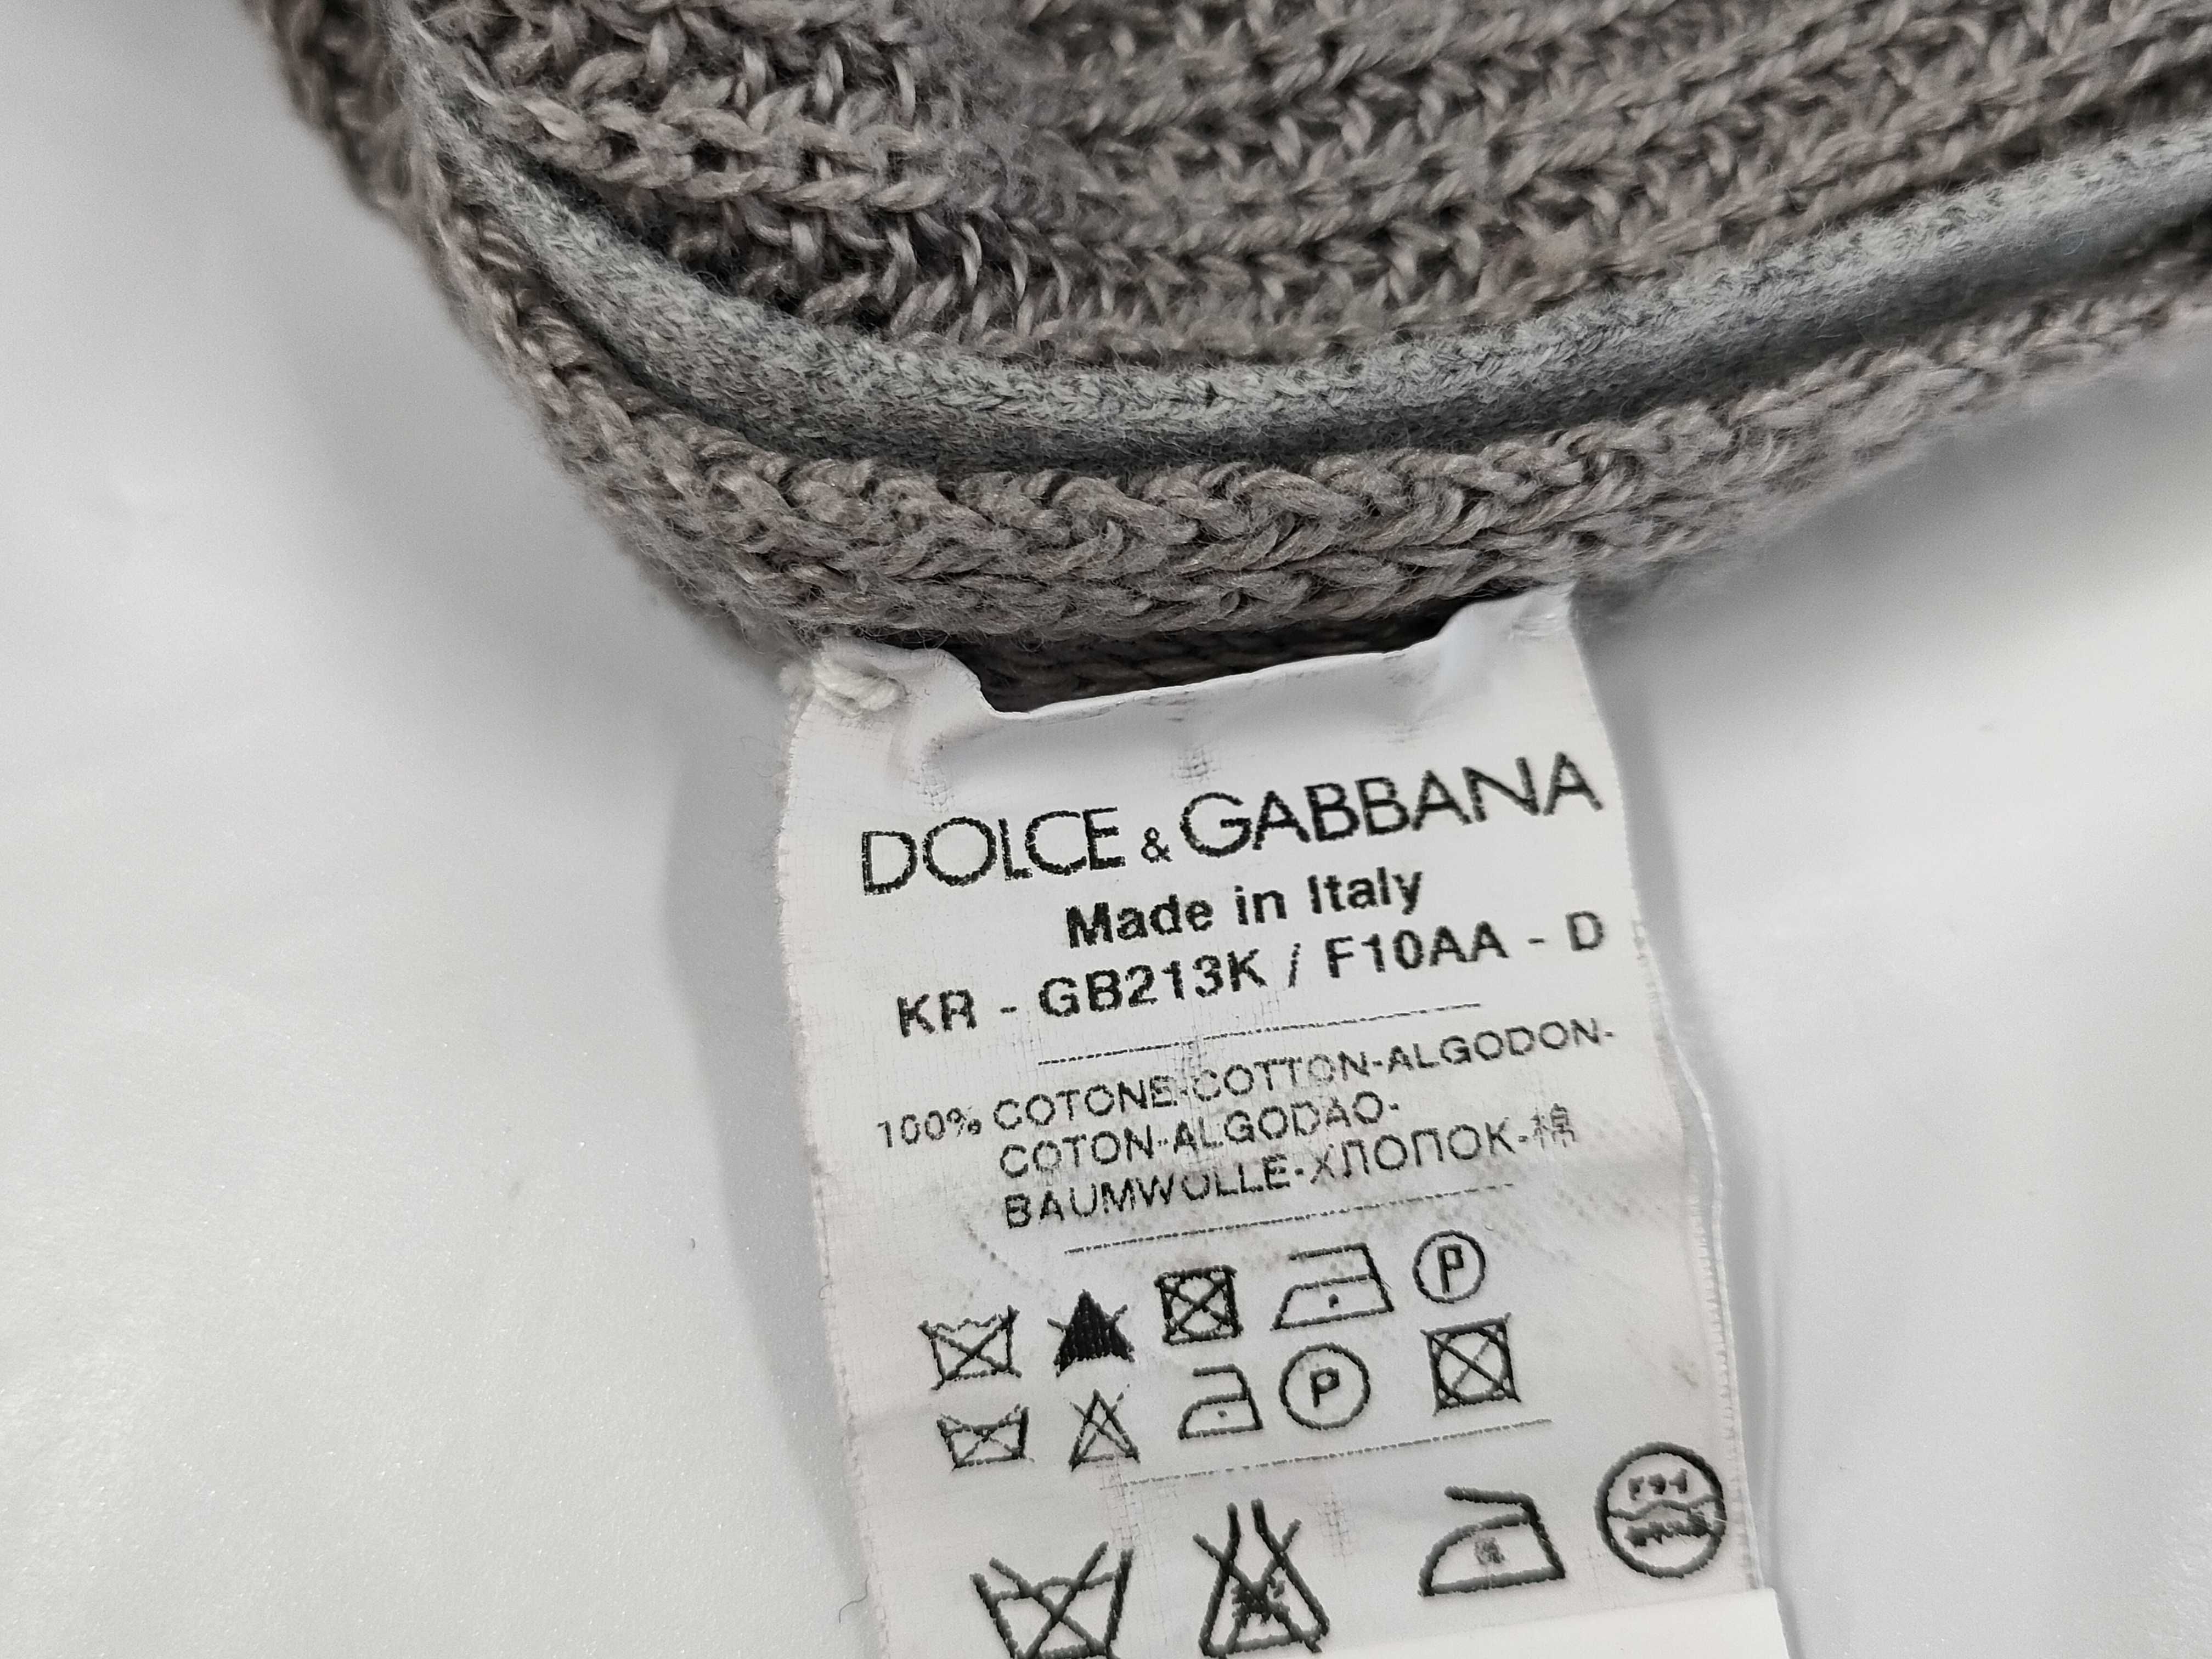 DOLCE & GABBANA
Made in Italy
KR - GB213K / F10AA - D
100% COTONE-COTTON-ALGODON-
COTON-ALGODAO-
BAUMWOLLE-ХЛОПОК-棉
P
P